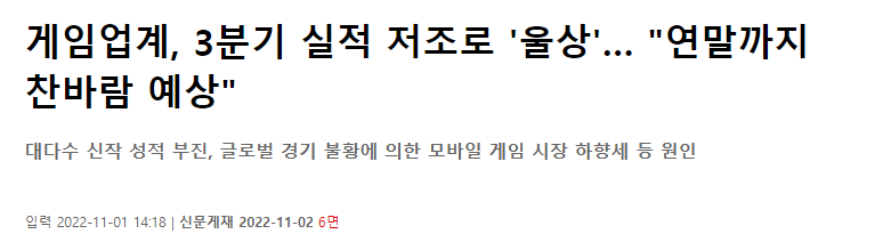 게임업계, 3분기 실적 저조로 '울상'... "연말까지
찬바람 예상"
대다수 신작 성적 부진, 글로벌 경기 불황에 의한 모바일 게임 시장 하향세 등 원인
입력 2022-11-01 14:18 | 신문게재 2022-11-02 6면